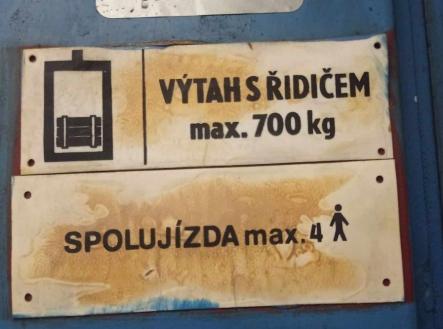 VÝTAH S ŘIDIČEM
max. 700 kg
SPOLUJÍZDA max. 4